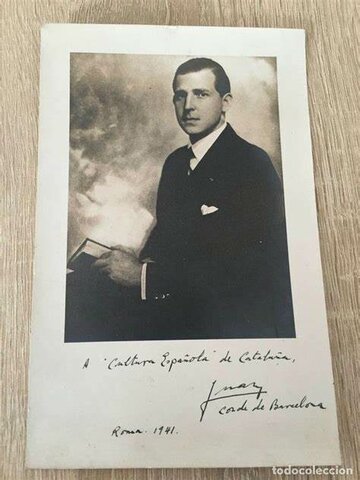 A "Cultura Española" de Cataluña,
Juan
Conde de Barcelona
Roma. 1941.
todocoleccion